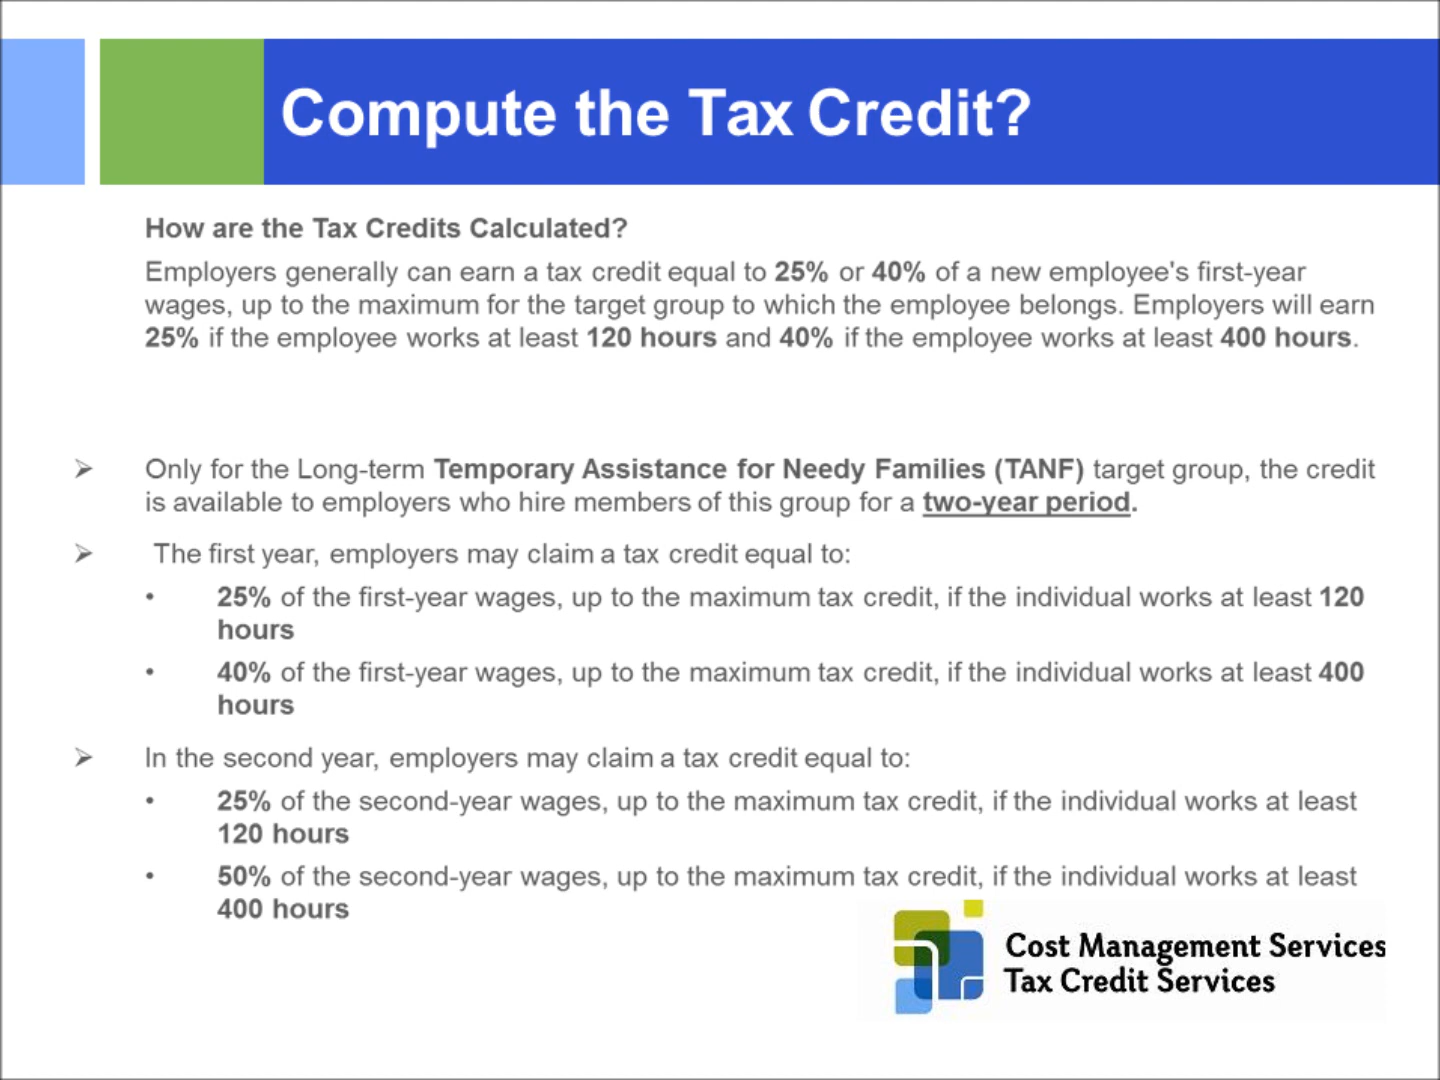 Compute the Tax Credit?
How are the Tax Credits Calculated?
Employers generally can earn a tax credit equal to 25% or 40% of a new employee's first-year
wages, up to the maximum for the target group to which the employee belongs. Employers will earn
25% if the employee works at least 120 hours and 40% if the employee works at least 400 hours.
➢ Only for the Long-term Temporary Assistance for Needy Families (TANF) target group, the credit
is available to employers who hire members of this group for a two-year period.
➢ The first year, employers may claim a tax credit equal to:
• 25% of the first-year wages, up to the maximum tax credit, if the individual works at least 120
hours
• 40% of the first-year wages, up to the maximum tax credit, if the individual works at least 400
hours
➢ In the second year, employers may claim a tax credit equal to:
• 25% of the second-year wages, up to the maximum tax credit, if the individual works at least
120 hours
• 50% of the second-year wages, up to the maximum tax credit, if the individual works at least
400 hours
Cost Management Services
Tax Credit Services